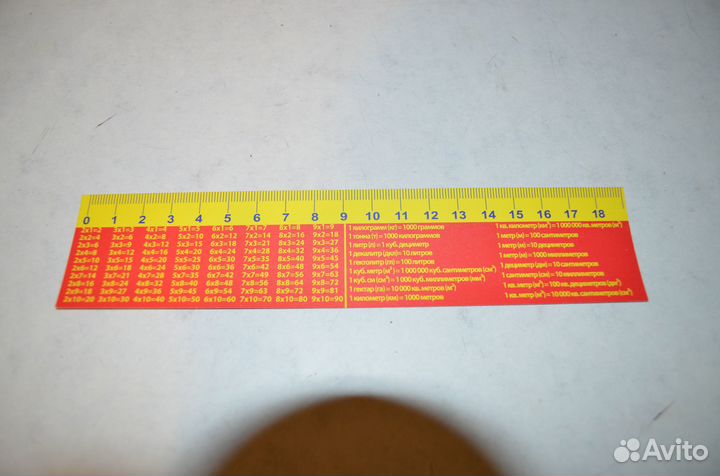 0 1 2 3 4 5 6 7 8 9 10 11 12 13 14 15 16 17 18
2x1=2 3x1=3 4x1=4 5x1=5 6x1=6 7x1=7 8x1=8 9x1=9
2x2=4 3x2=6 4x2=8 5x2=10 6x2=12 7x2=14 8x2=16 9x2=18
2x3=6 3x3=9 4x3=12 5x3=15 6x3=18 7x3=21 8x3=24 9x3=27
2x4=8 3x4=12 4x4=16 5x4=20 6x4=24 7x4=28 8x4=32 9x4=36
2x5=10 3x5=15 4x5=20 5x5=25 6x5=30 7x5=35 8x5=40 9x5=45
2x6=12 3x6=18 4x6=24 5x6=30 6x6=36 7x6=42 8x6=48 9x6=54
2x7=14 3x7=21 4x7=28 5x7=35 6x7=42 7x7=49 8x7=56 9x7=63
2x8=16 3x8=24 4x8=32 5x8=40 6x8=48 7x8=56 8x8=64 9x8=72
2x9=18 3x9=27 4x9=36 5x9=45 6x9=54 7x9=63 8x9=72 9x9=81
2x10=20 3x10=30 4x10=40 5x10=50 6x10=60 7x10=70 8x10=80 9x10=90
1 килограмм (кг) = 1000 граммов
1 тонна (т) = 1000 килограммов
1 литр (л) = 1 куб. дециметр
1 декалитр (дкл) = 10 литров
1 гектолитр (гл) = 100 литров
1 куб. метр (м³) = 1 000 000 куб. сантиметров (см³)
1 куб. см (см³) = 1 000 куб. миллиметров (мм³)
1 гектар (га) = 10 000 кв. метров (м²)
1 километр (км) = 1000 метров
1 кв. километр (км²) = 1 000 000 кв. метров (м²)
1 метр (м) = 100 сантиметров
1 метр (м) = 10 дециметров
1 метр (м) = 1000 миллиметров
1 дециметр (дм) = 10 сантиметров
1 сантиметр (см) = 10 миллиметров
1 кв. метр (м²) = 100 кв. дециметров (дм²)
1 кв. метр (м²) = 10 000 кв. сантиметров (см²)
Avito